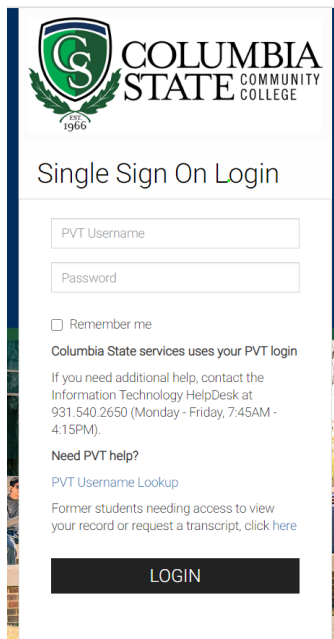 CS
EST.
1966
COLUMBIA
STATE COMMUNITY
COLLEGE
Single Sign On Login
PVT Username
Password
Remember me
Columbia State services uses your PVT login
If you need additional help, contact the
Information Technology HelpDesk at
931.540.2650 (Monday - Friday, 7:45AM -
4:15PM).
Need PVT help?
PVT Username Lookup
Former students needing access to view
your record or request a transcript, click here
LOGIN